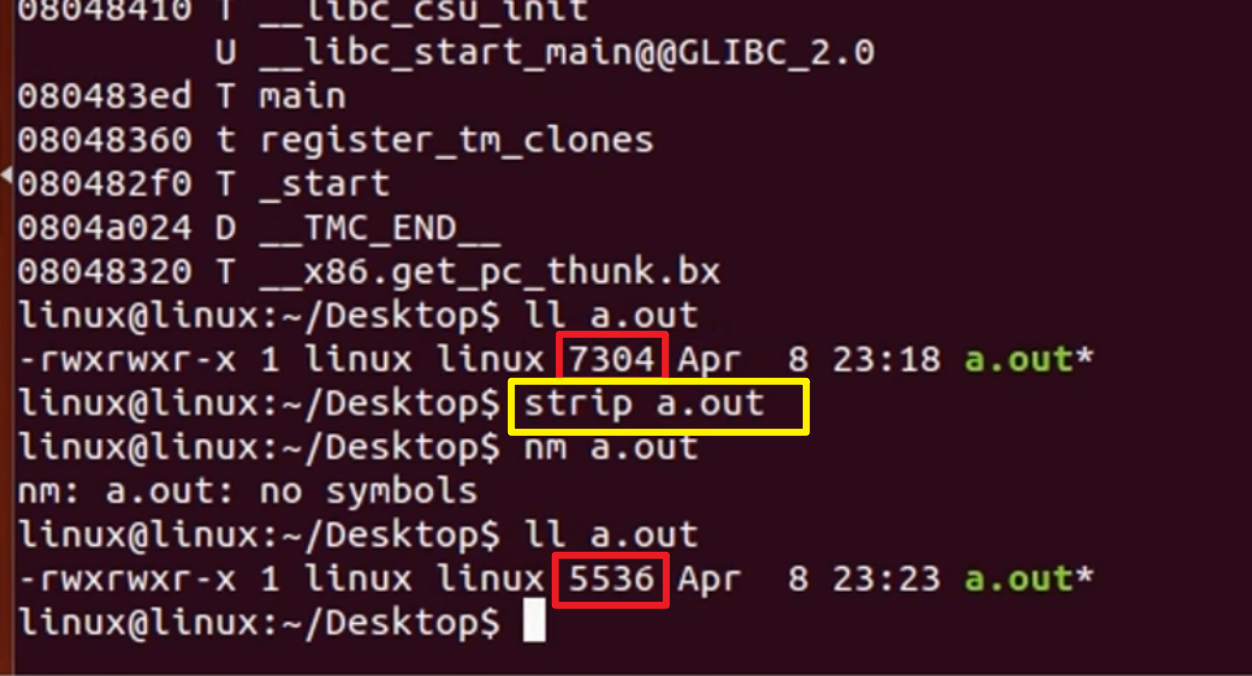 08048410 T __libc_csu_init
         U __libc_start_main@@GLIBC_2.0
080483ed T main
08048360 t register_tm_clones
080482f0 T _start
0804a024 D __TMC_END__
08048320 T __x86.get_pc_thunk.bx
linux@linux:~/Desktop$ ll a.out
-rwxrwxr-x 1 linux linux 7304 Apr  8 23:18 a.out*
linux@linux:~/Desktop$ strip a.out
linux@linux:~/Desktop$ nm a.out
nm: a.out: no symbols
linux@linux:~/Desktop$ ll a.out
-rwxrwxr-x 1 linux linux 5536 Apr  8 23:23 a.out*
linux@linux:~/Desktop$